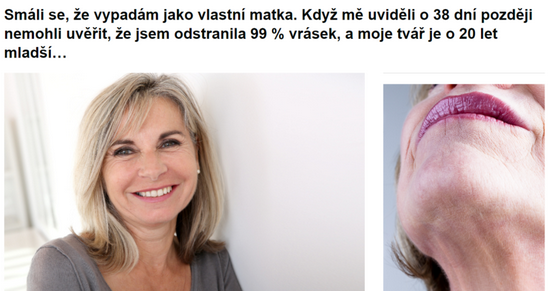 Smáli se, že vypadám jako vlastní matka. Když mě uviděli o 38 dní později
nemohli uvěřit, že jsem odstranila 99 % vrásek, a moje tvář je o 20 let
mladší…